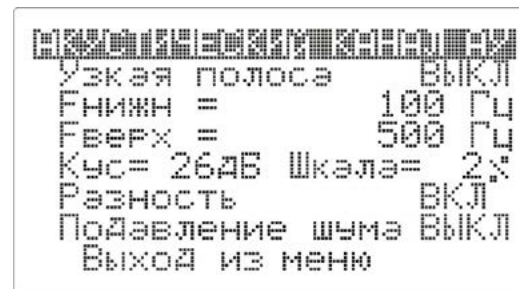 АКУСТИЧЕСКИЙ КАНАЛ АУ
Узкая полоса ВЫКЛ
Fнижн = 100 Гц
Fверх = 500 Гц
Кус= 26дБ Шкала= 2%
Разность ВКЛ
Подавление шума ВЫКЛ
Выход из меню